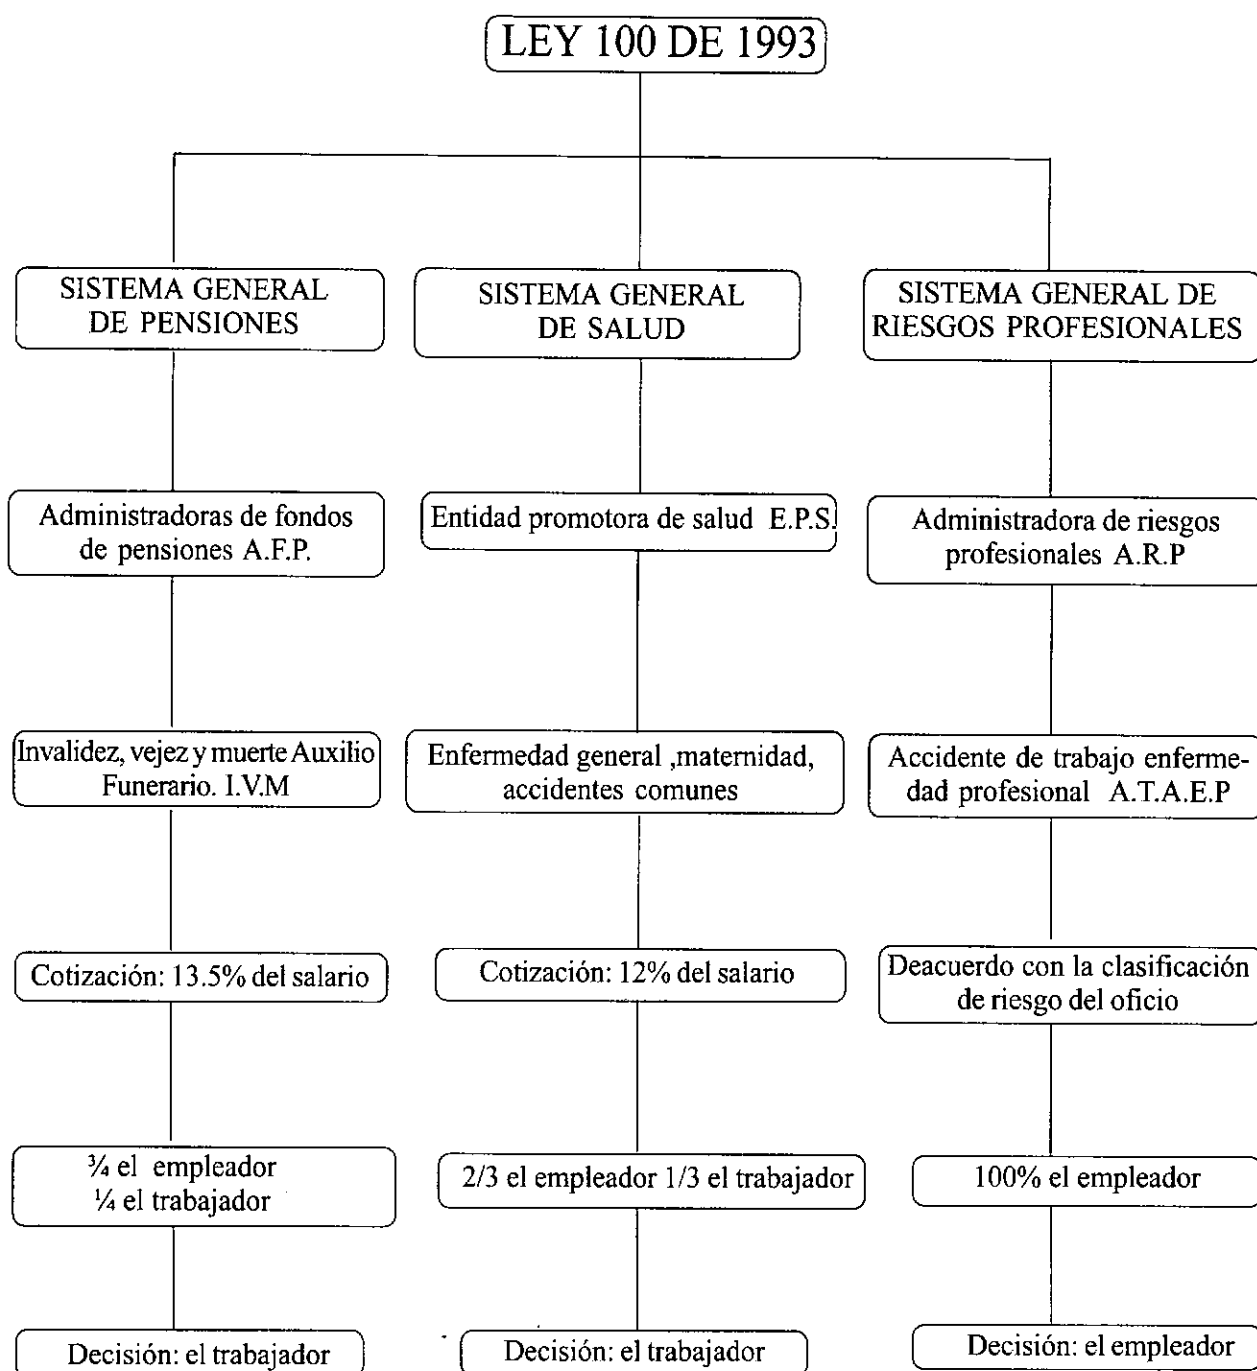 LEY 100 DE 1993
SISTEMA GENERAL
DE PENSIONES
SISTEMA GENERAL
DE SALUD
SISTEMA GENERAL DE
RIESGOS PROFESIONALES
Administradoras de fondos
de pensiones A.F.P.
Entidad promotora de salud E.P.S.
Administradora de riesgos
profesionales A.R.P
Invalidez, vejez y muerte Auxilio
Funerario. I.V.M
Enfermedad general ,maternidad,
accidentes comunes
Accidente de trabajo enferme-
dad profesional A.T.A.E.P
Cotización: 13.5% del salario
Cotización: 12% del salario
Deacuerdo con la clasificación
de riesgo del oficio
¾ el empleador
¼ el trabajador
2/3 el empleador 1/3 el trabajador
100% el empleador
Decisión: el trabajador
Decisión: el trabajador
Decisión: el empleador